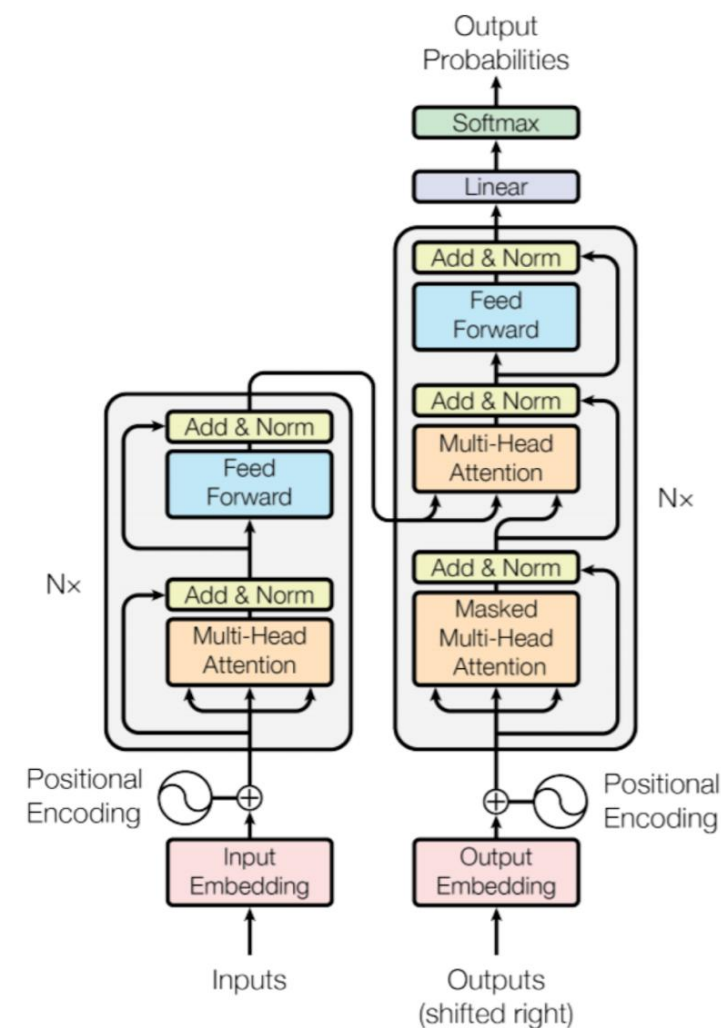 Output
Probabilities
Softmax
Linear
Add & Norm
Feed
Forward
Add & Norm
Multi-Head
Attention
Nx
Add & Norm
Masked
Multi-Head
Attention
Add & Norm
Feed
Forward
Nx
Add & Norm
Multi-Head
Attention
Positional
Encoding
Positional
Encoding
Input
Embedding
Output
Embedding
Inputs
Outputs
(shifted right)